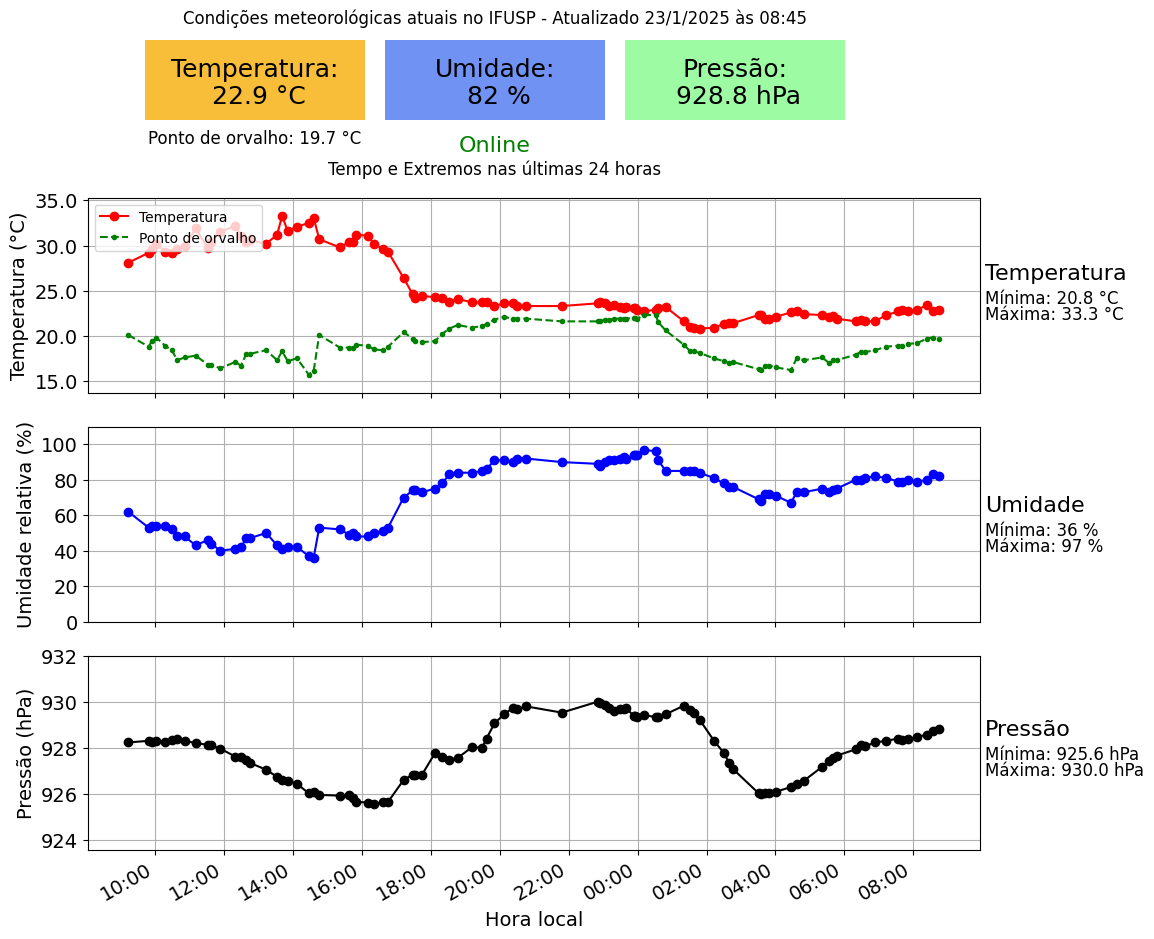 Condições meteorológicas atuais no IFUSP - Atualizado 23/1/2025 às 08:45
Temperatura:
22.9 °C
Umidade:
82 %
Pressão:
928.8 hPa
Ponto de orvalho: 19.7 °C
Online
Tempo e Extremos nas últimas 24 horas
Temperatura (°C)
35.0
30.0
25.0
20.0
15.0
Temperatura
Ponto de orvalho
Temperatura
Mínima: 20.8 °C
Máxima: 33.3 °C
Umidade relativa (%)
100
80
60
40
20
0
Umidade
Mínima: 36 %
Máxima: 97 %
Pressão (hPa)
932
930
928
926
924
Pressão
Mínima: 925.6 hPa
Máxima: 930.0 hPa
10:00 12:00 14:00 16:00 18:00 20:00 22:00 00:00 02:00 04:00 06:00 08:00
Hora local